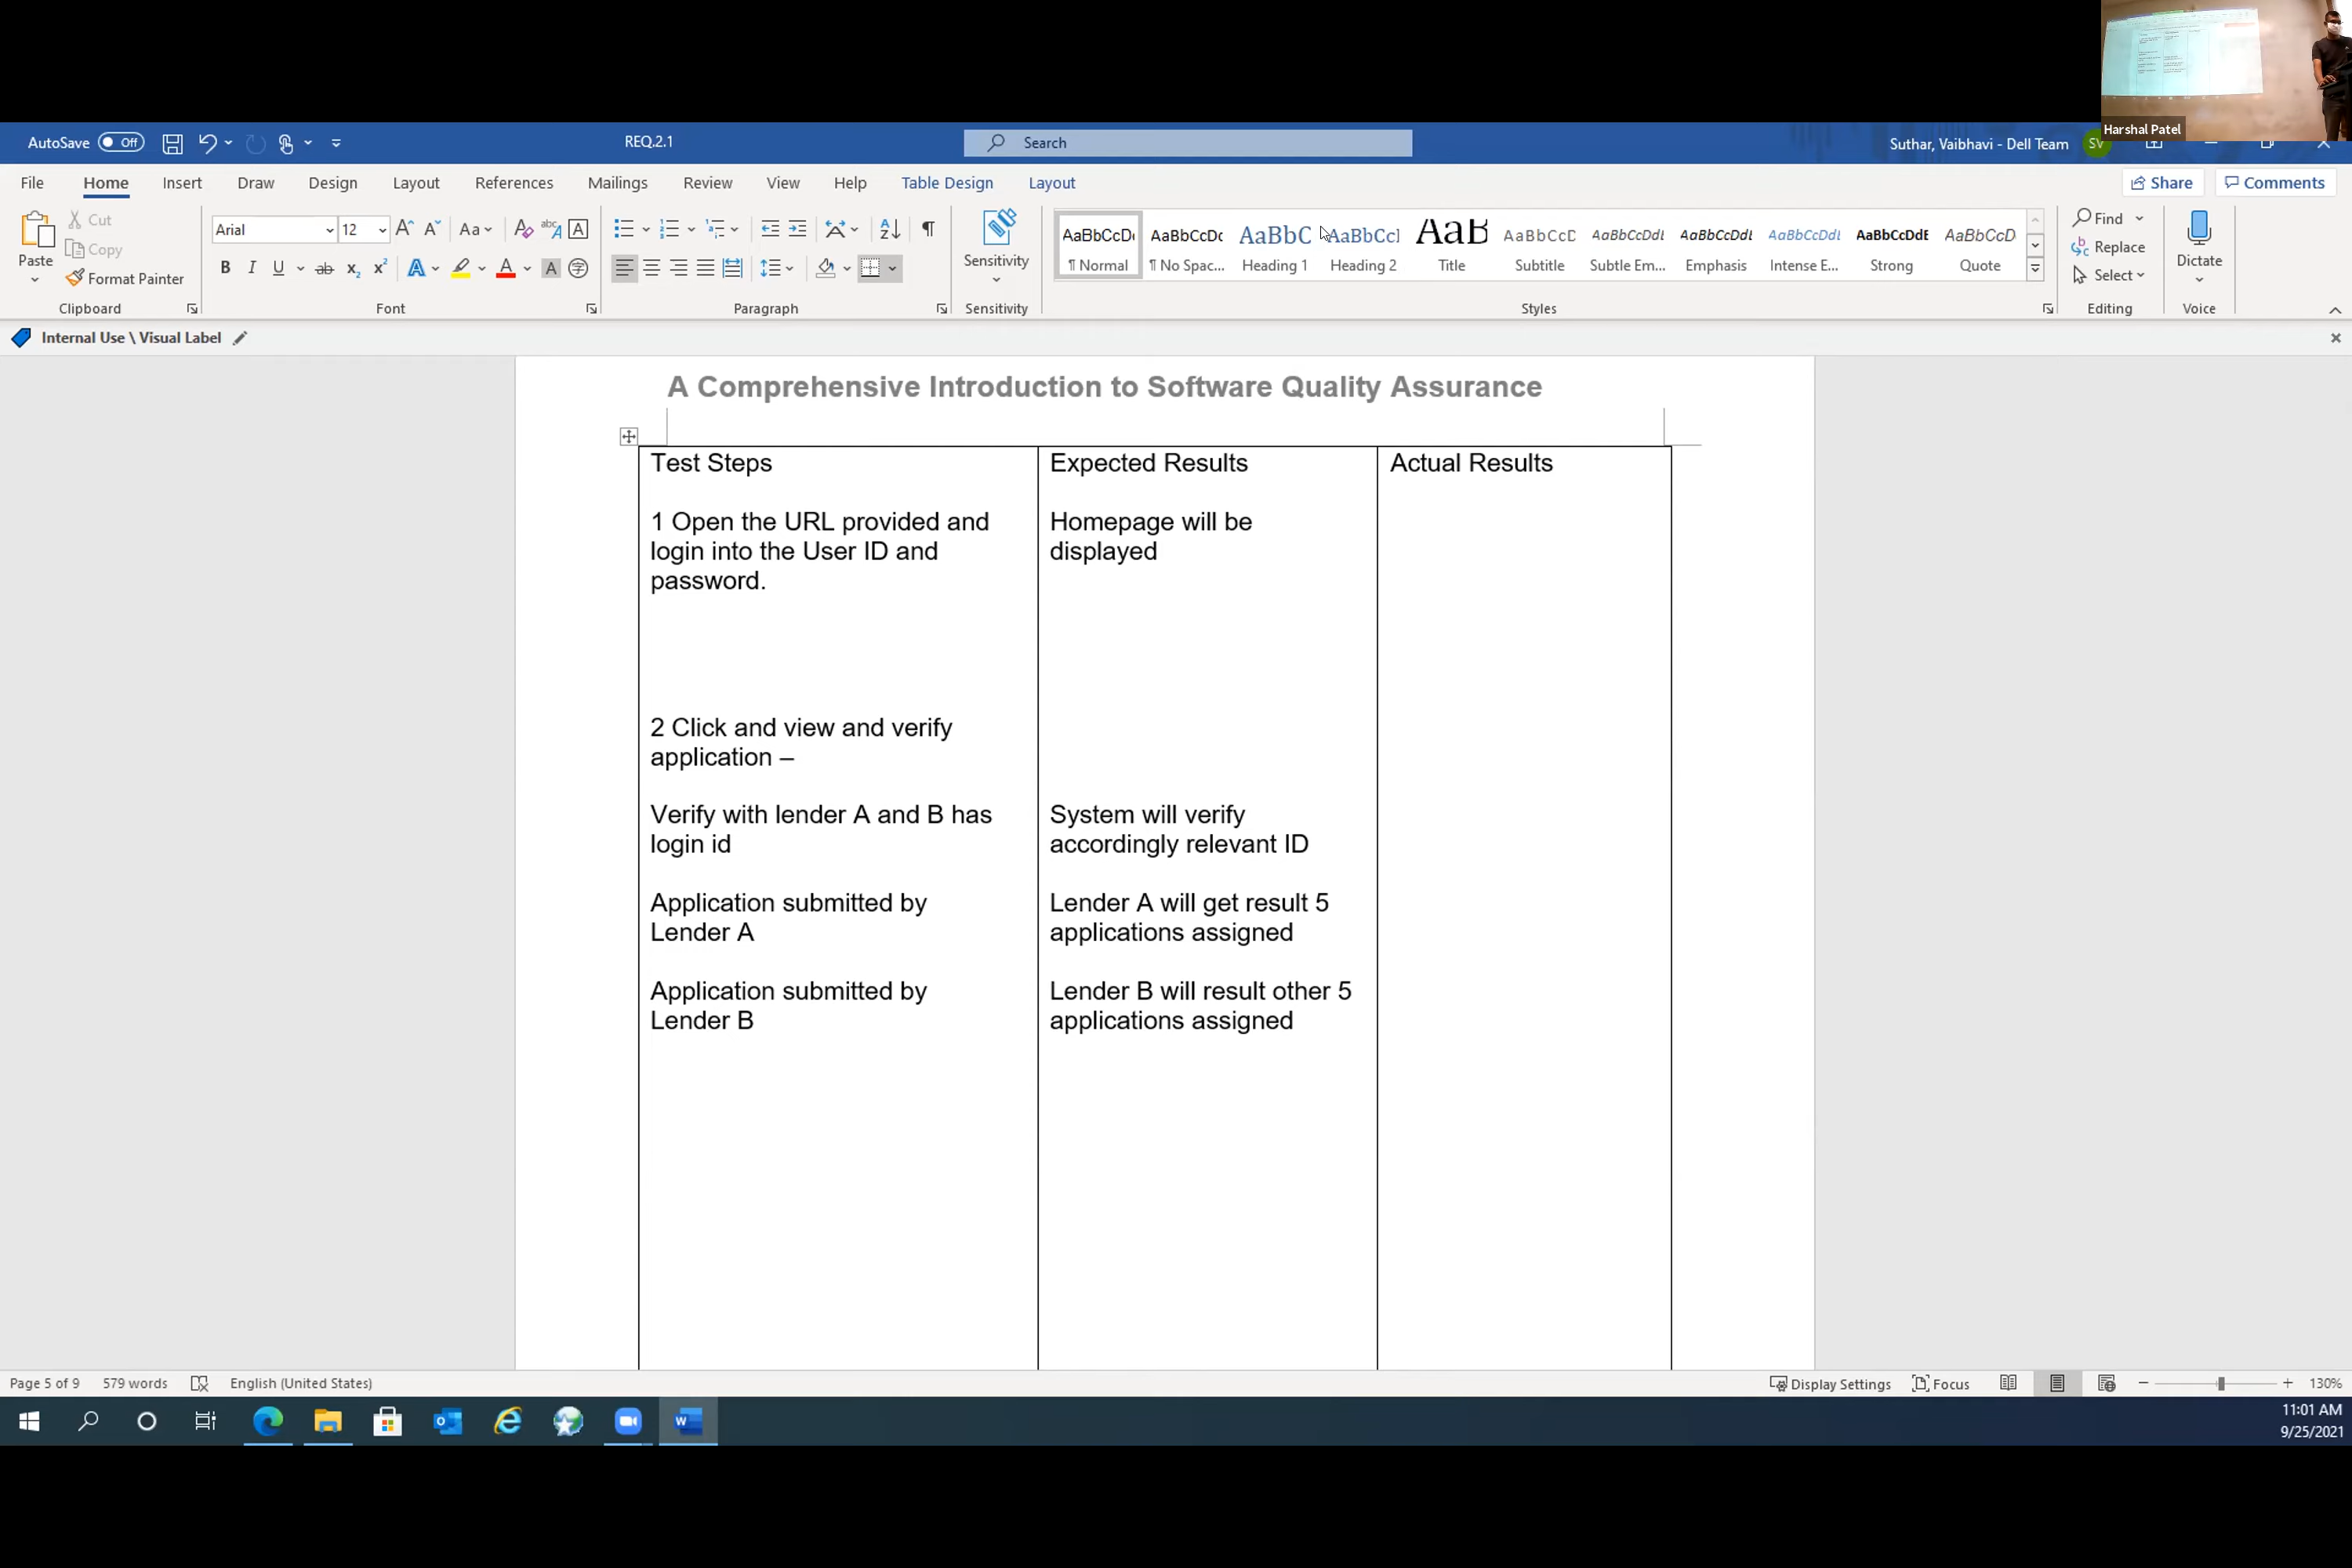 Harshal Patel
AutoSave Off REQ.2.1 Search Suthar, Vaibhavi - Dell Team SV
File Home Insert Draw Design Layout References Mailings Review View Help Table Design Layout Share Comments
Paste Cut Copy Format Painter
Clipboard
Arial 12
Font
Paragraph
Sensitivity
Sensitivity
AaBbCcDc AaBbCcDc AaBbC AaBbCcl AaB AaBbCcD AaBbCcDdl AaBbCcDdl AaBbCcDdl AaBbCcDdE AaBbCcD
¶ Normal ¶ No Spac... Heading 1 Heading 2 Title Subtitle Subtle Em... Emphasis Intense E... Strong Quote
Styles
Find
Replace
Select
Editing
Dictate
Voice
Internal Use \ Visual Label
A Comprehensive Introduction to Software Quality Assurance
Test Steps Expected Results Actual Results
1 Open the URL provided and
login into the User ID and
password.
Homepage will be
displayed
2 Click and view and verify
application –
Verify with lender A and B has
login id
System will verify
accordingly relevant ID
Application submitted by
Lender A
Lender A will get result 5
applications assigned
Application submitted by
Lender B
Lender B will result other 5
applications assigned
Page 5 of 9 579 words English (United States) Display Settings Focus 130%
11:01 AM
9/25/2021